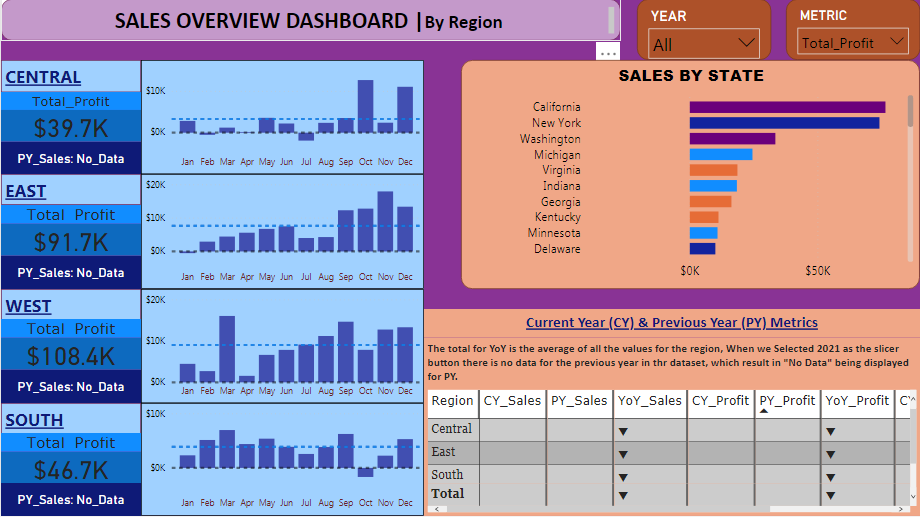 SALES OVERVIEW DASHBOARD |By Region
YEAR
All
METRIC
Total_Profit
...
CENTRAL
Total_Profit
$39.7K
PY_Sales: No_Data
$10K
$0K
Jan Feb Mar Apr May Jun Jul Aug Sep Oct Nov Dec
EAST
Total_Profit
$91.7K
PY_Sales: No_Data
$20K
$10K
$0K
Jan Feb Mar Apr May Jun Jul Aug Sep Oct Nov Dec
WEST
Total_Profit
$108.4K
PY_Sales: No_Data
$20K
$10K
$0K
Jan Feb Mar Apr May Jun Jul Aug Sep Oct Nov Dec
SOUTH
Total_Profit
$46.7K
PY_Sales: No_Data
$10K
$0K
Jan Feb Mar Apr May Jun Jul Aug Sep Oct Nov Dec
SALES BY STATE
California
New York
Washington
Michigan
Virginia
Indiana
Georgia
Kentucky
Minnesota
Delaware
$0K $50K
Current Year (CY) & Previous Year (PY) Metrics
The total for YoY is the average of all the values for the region, When we Selected 2021 as the slicer
button there is no data for the previous year in thr dataset, which result in "No Data" being displayed
for PY.
Region CY_Sales PY_Sales YoY_Sales CY_Profit PY_Profit YoY_Profit
Central
East
South
Total